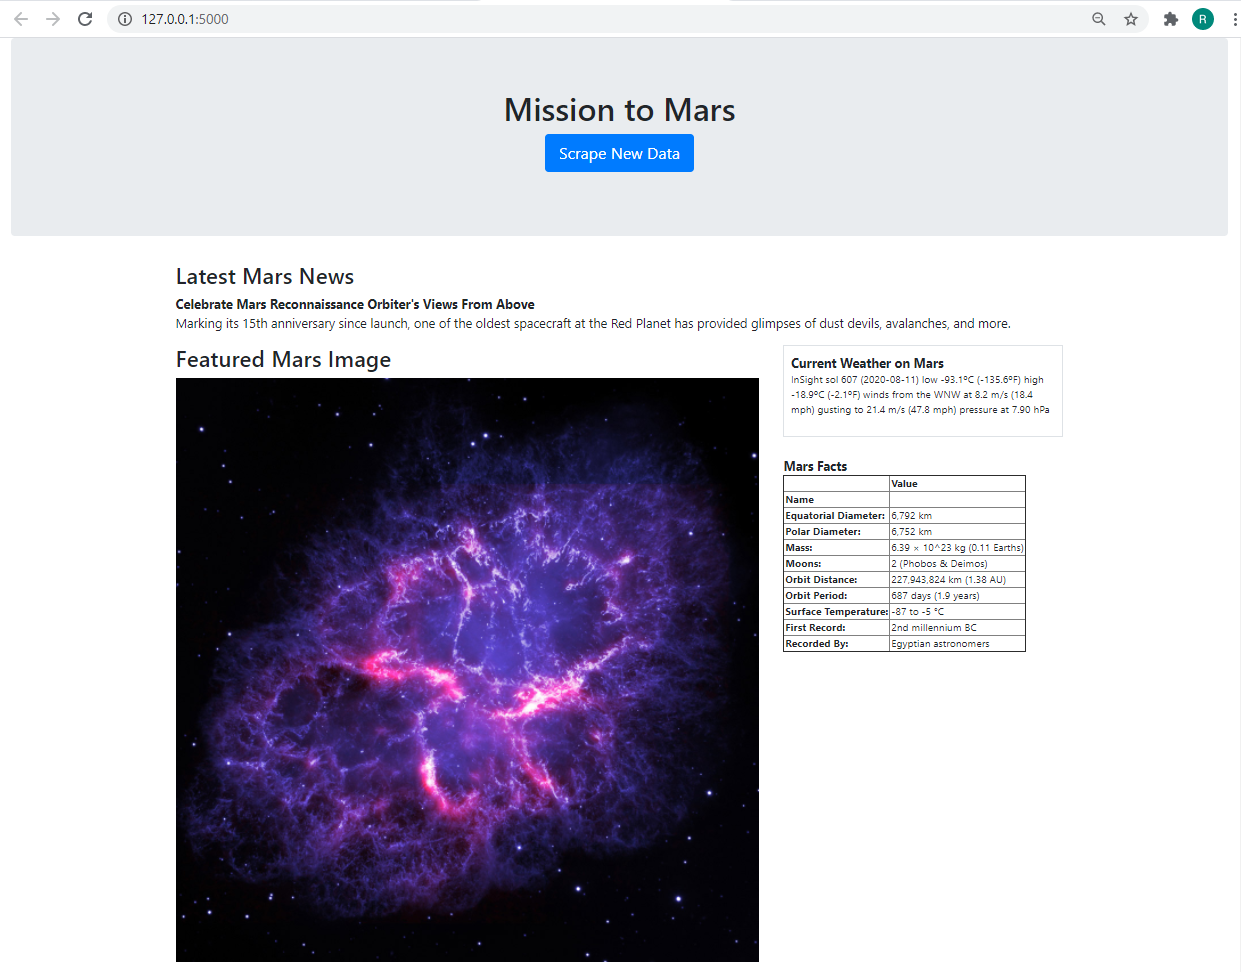 127.0.0.1:5000
R
Mission to Mars
Scrape New Data
Latest Mars News
Celebrate Mars Reconnaissance Orbiter's Views From Above
Marking its 15th anniversary since launch, one of the oldest spacecraft at the Red Planet has provided glimpses of dust devils, avalanches, and more.
Featured Mars Image
Current Weather on Mars
InSight sol 607 (2020-08-11) low -93.1ºC (-135.6ºF) high
-18.9ºC (-2.1ºF) winds from the WNW at 8.2 m/s (18.4
mph) gusting to 21.4 m/s (47.8 mph) pressure at 7.90 hPa
Mars Facts
Value
Name
Equatorial Diameter: 6,792 km
Polar Diameter: 6,752 km
Mass: 6.39 × 10^23 kg (0.11 Earths)
Moons: 2 (Phobos & Deimos)
Orbit Distance: 227,943,824 km (1.38 AU)
Orbit Period: 687 days (1.9 years)
Surface Temperature: -87 to -5 °C
First Record: 2nd millennium BC
Recorded By: Egyptian astronomers